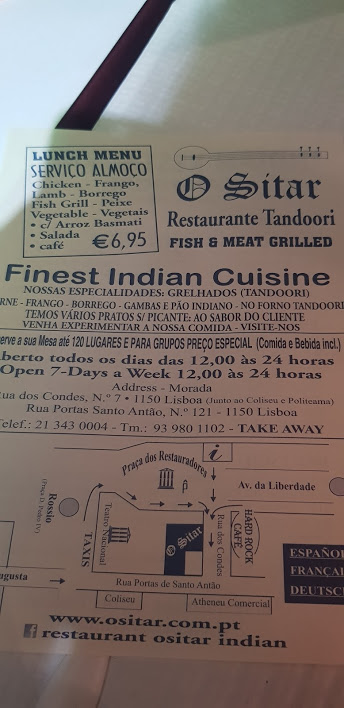 LUNCH MENU
SERVIÇO ALMOÇO
Chicken - Frango,
Lamb - Borrego
Fish Grill - Peixe
Vegetable - Vegetais
• c/ Arroz Basmati
• Salada
• café
€6,95
O Sitar
Restaurante Tandoori
FISH & MEAT GRILLED
Finest Indian Cuisine
NOSSAS ESPECIALIDADES: GRELHADOS (TANDOORI)
RNE - FRANGO - BORREGO - GAMBAS E PÃO INDIANO - NO FORNO TANDOORI
TEMOS VÁRIOS PRATOS S/ PICANTE: AO SABOR DO CLIENTE
VENHA EXPERIMENTAR A NOSSA COMIDA - VISITE-NOS
erve a sua Mesa até 120 LUGARES E PARA GRUPOS PREÇO ESPECIAL (Comida e Bebida incl.)
berto todos os dias das 12,00 às 24 horas
Open 7-Days a Week 12,00 às 24 horas
Address - Morada
ua dos Condes, N.º 7 • 1150 Lisboa (Junto ao Coliseu e Politeama)
Rua Portas Santo Antão, N.º 121 - 1150 Lisboa
elef.: 21 343 0004 - Tm.: 93 980 1102 - TAKE AWAY
i
Praça dos Restauradores
Av. da Liberdade
Rossio
(Praça D. Pedro IV)
TAXIS
Teatro Nacional
O Sitar
Rua dos Condes
HARD ROCK
CAFÉ
ESPAÑO
FRANÇA
DEUTSC
ugusta
Rua Portas de Santo Antão
Coliseu
Atheneu Comercial
www.ositar.com.pt
f restaurant ositar indian